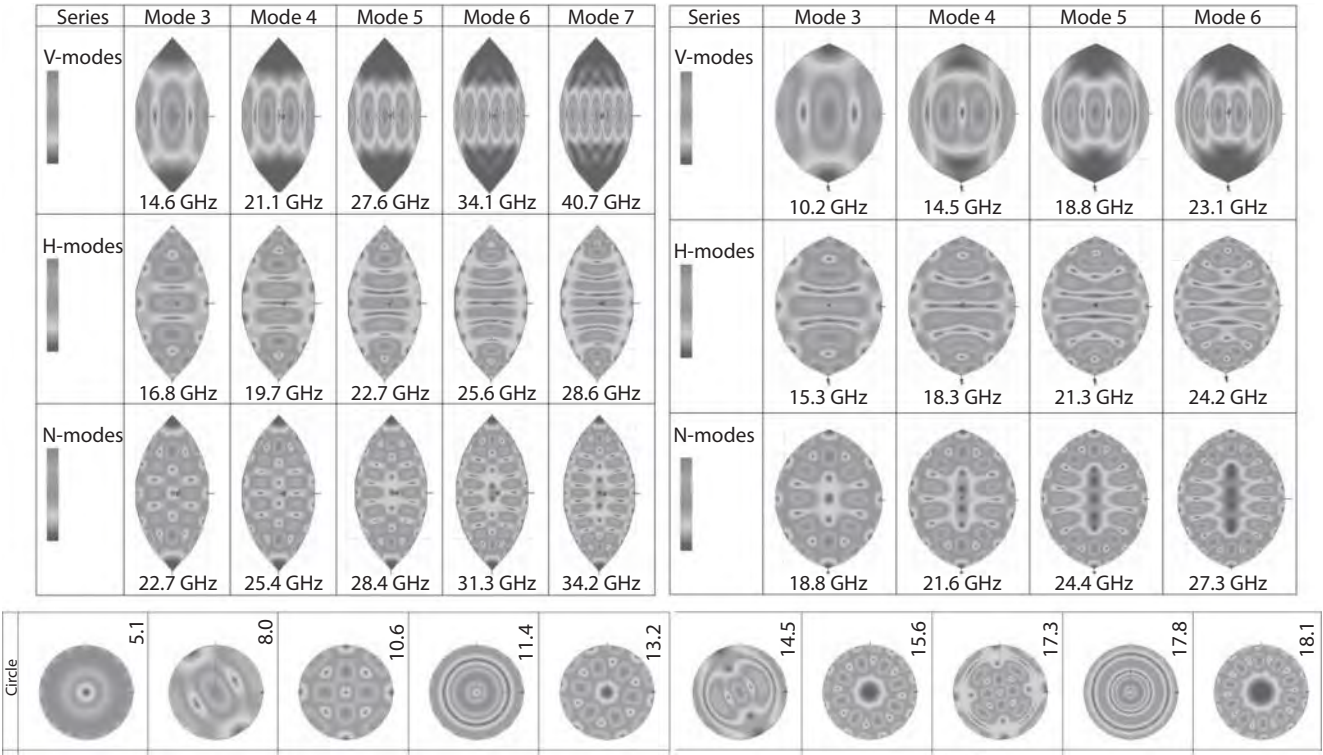 Series Mode 3 Mode 4 Mode 5 Mode 6 Mode 7
V-modes
14.6 GHz 21.1 GHz 27.6 GHz 34.1 GHz 40.7 GHz
H-modes
16.8 GHz 19.7 GHz 22.7 GHz 25.6 GHz 28.6 GHz
N-modes
22.7 GHz 25.4 GHz 28.4 GHz 31.3 GHz 34.2 GHz
Series Mode 3 Mode 4 Mode 5 Mode 6
V-modes
10.2 GHz 14.5 GHz 18.8 GHz 23.1 GHz
H-modes
15.3 GHz 18.3 GHz 21.3 GHz 24.2 GHz
N-modes
18.8 GHz 21.6 GHz 24.4 GHz 27.3 GHz
Circle 5.1 8.0 10.6 11.4 13.2 14.5 15.6 17.3 17.8 18.1